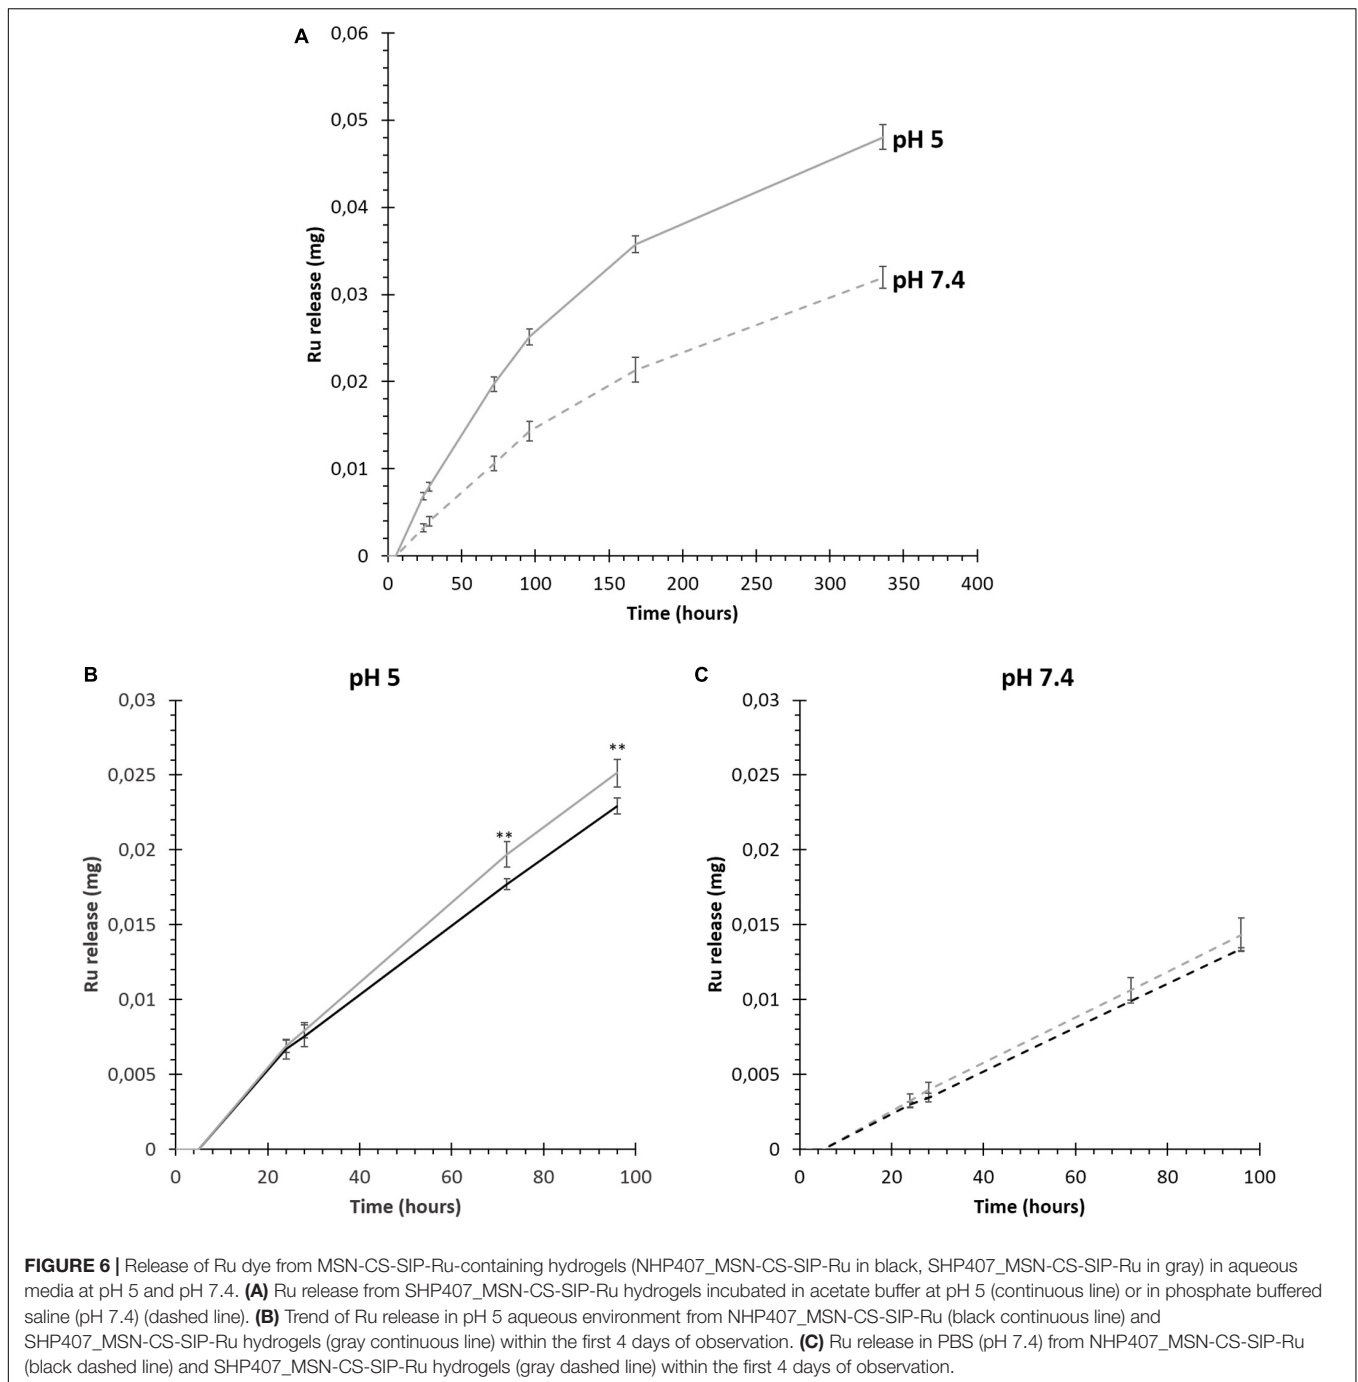 A
0,06
0,05
0,04
0,03
0,02
0,01
0
Ru release (mg)
pH 5
pH 7.4
0 50 100 150 200 250 300 350 400
Time (hours)
B
pH 5
0,03
0,025
0,02
0,015
0,01
0,005
0
Ru release (mg)
**
**
0 20 40 60 80 100
Time (hours)
C
pH 7.4
0,03
0,025
0,02
0,015
0,01
0,005
0
Ru release (mg)
0 20 40 60 80 100
Time (hours)
FIGURE 6 | Release of Ru dye from MSN-CS-SIP-Ru-containing hydrogels (NHP407_MSN-CS-SIP-Ru in black, SHP407_MSN-CS-SIP-Ru in gray) in aqueous
media at pH 5 and pH 7.4. (A) Ru release from SHP407_MSN-CS-SIP-Ru hydrogels incubated in acetate buffer at pH 5 (continuous line) or in phosphate buffered
saline (pH 7.4) (dashed line). (B) Trend of Ru release in pH 5 aqueous environment from NHP407_MSN-CS-SIP-Ru (black continuous line) and
SHP407_MSN-CS-SIP-Ru hydrogels (gray continuous line) within the first 4 days of observation. (C) Ru release in PBS (pH 7.4) from NHP407_MSN-CS-SIP-Ru
(black dashed line) and SHP407_MSN-CS-SIP-Ru hydrogels (gray dashed line) within the first 4 days of observation.